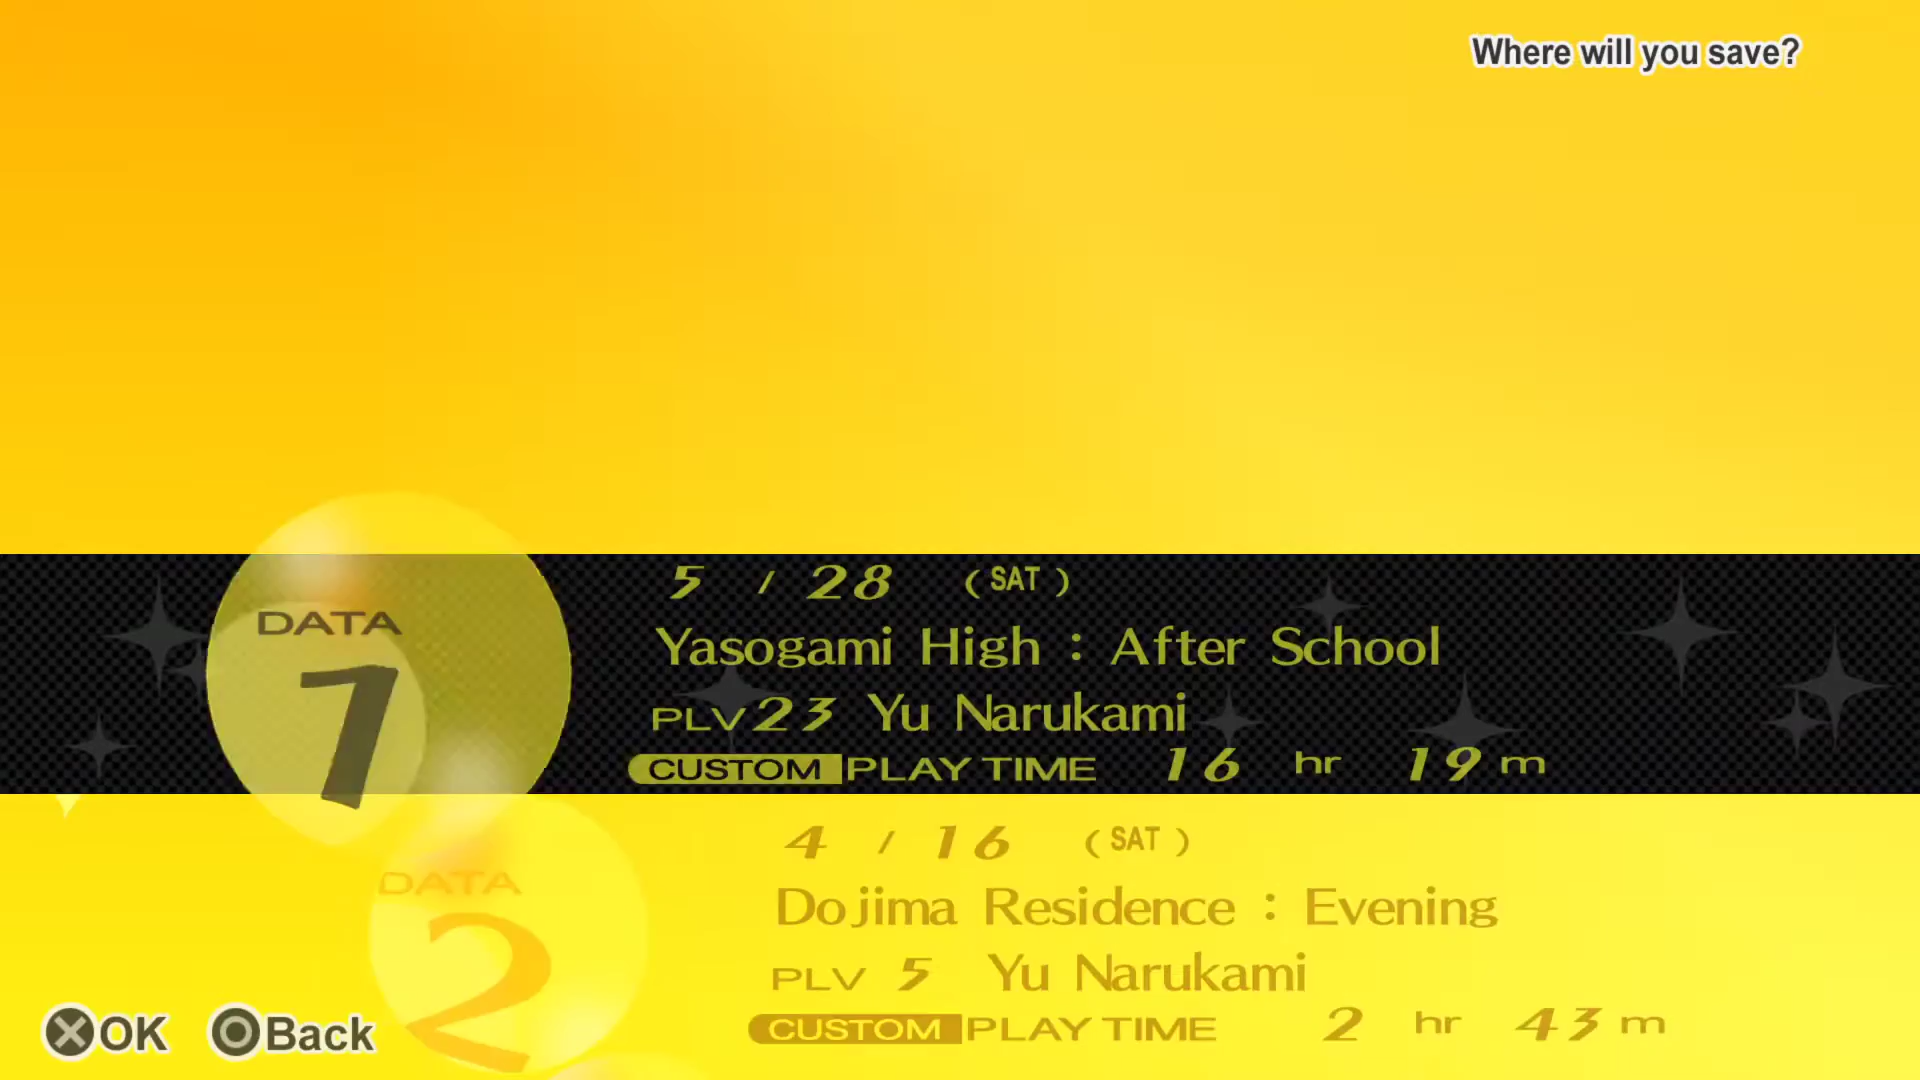 Where will you save?
DATA
1
5 / 28 (SAT)
Yasogami High : After School
PLV 23 Yu Narukami
CUSTOM PLAY TIME 16 hr 19 m
DATA
2
4 / 16 (SAT)
Dojima Residence : Evening
PLV 5 Yu Narukami
CUSTOM PLAY TIME 2 hr 43 m
OK Back